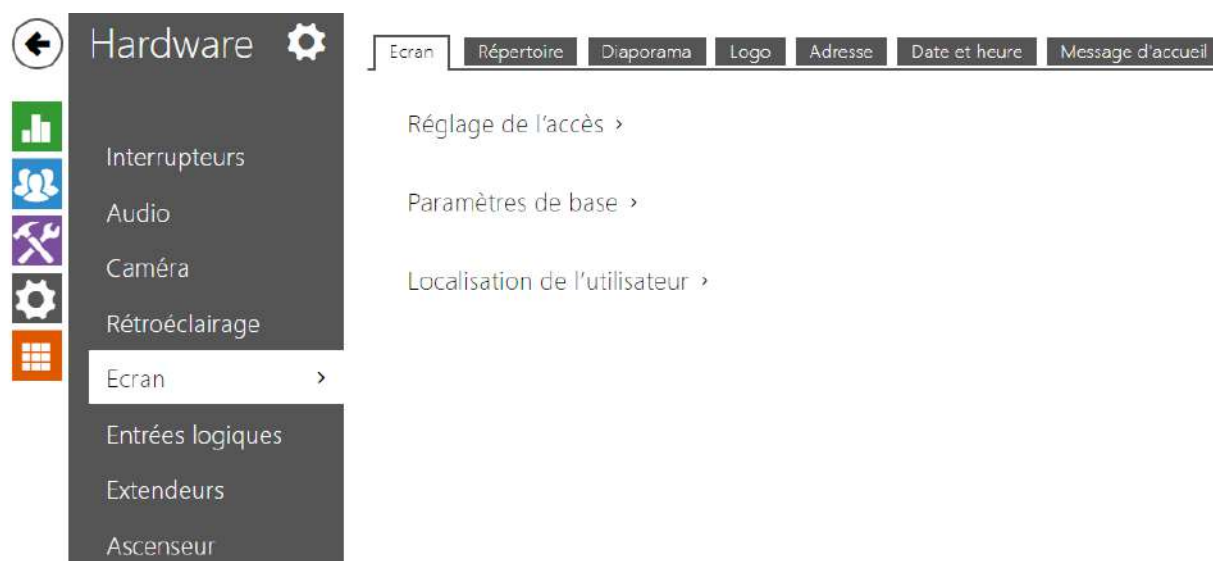 Hardware
Interrupteurs
Audio
Caméra
Rétroéclairage
Ecran
Entrées logiques
Extendeurs
Ascenseur
Ecran
Répertoire
Diaporama
Logo
Adresse
Date et heure
Message d'accueil
Réglage de l'accès
Paramètres de base
Localisation de l'utilisateur